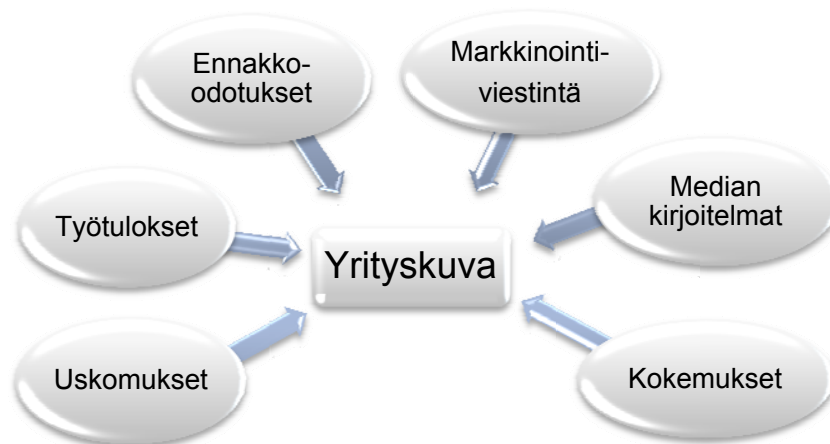 Ennakko-
odotukset
Markkinointi-
viestintä
Työtulokset
Median
kirjoitelmat
Yrityskuva
Uskomukset
Kokemukset